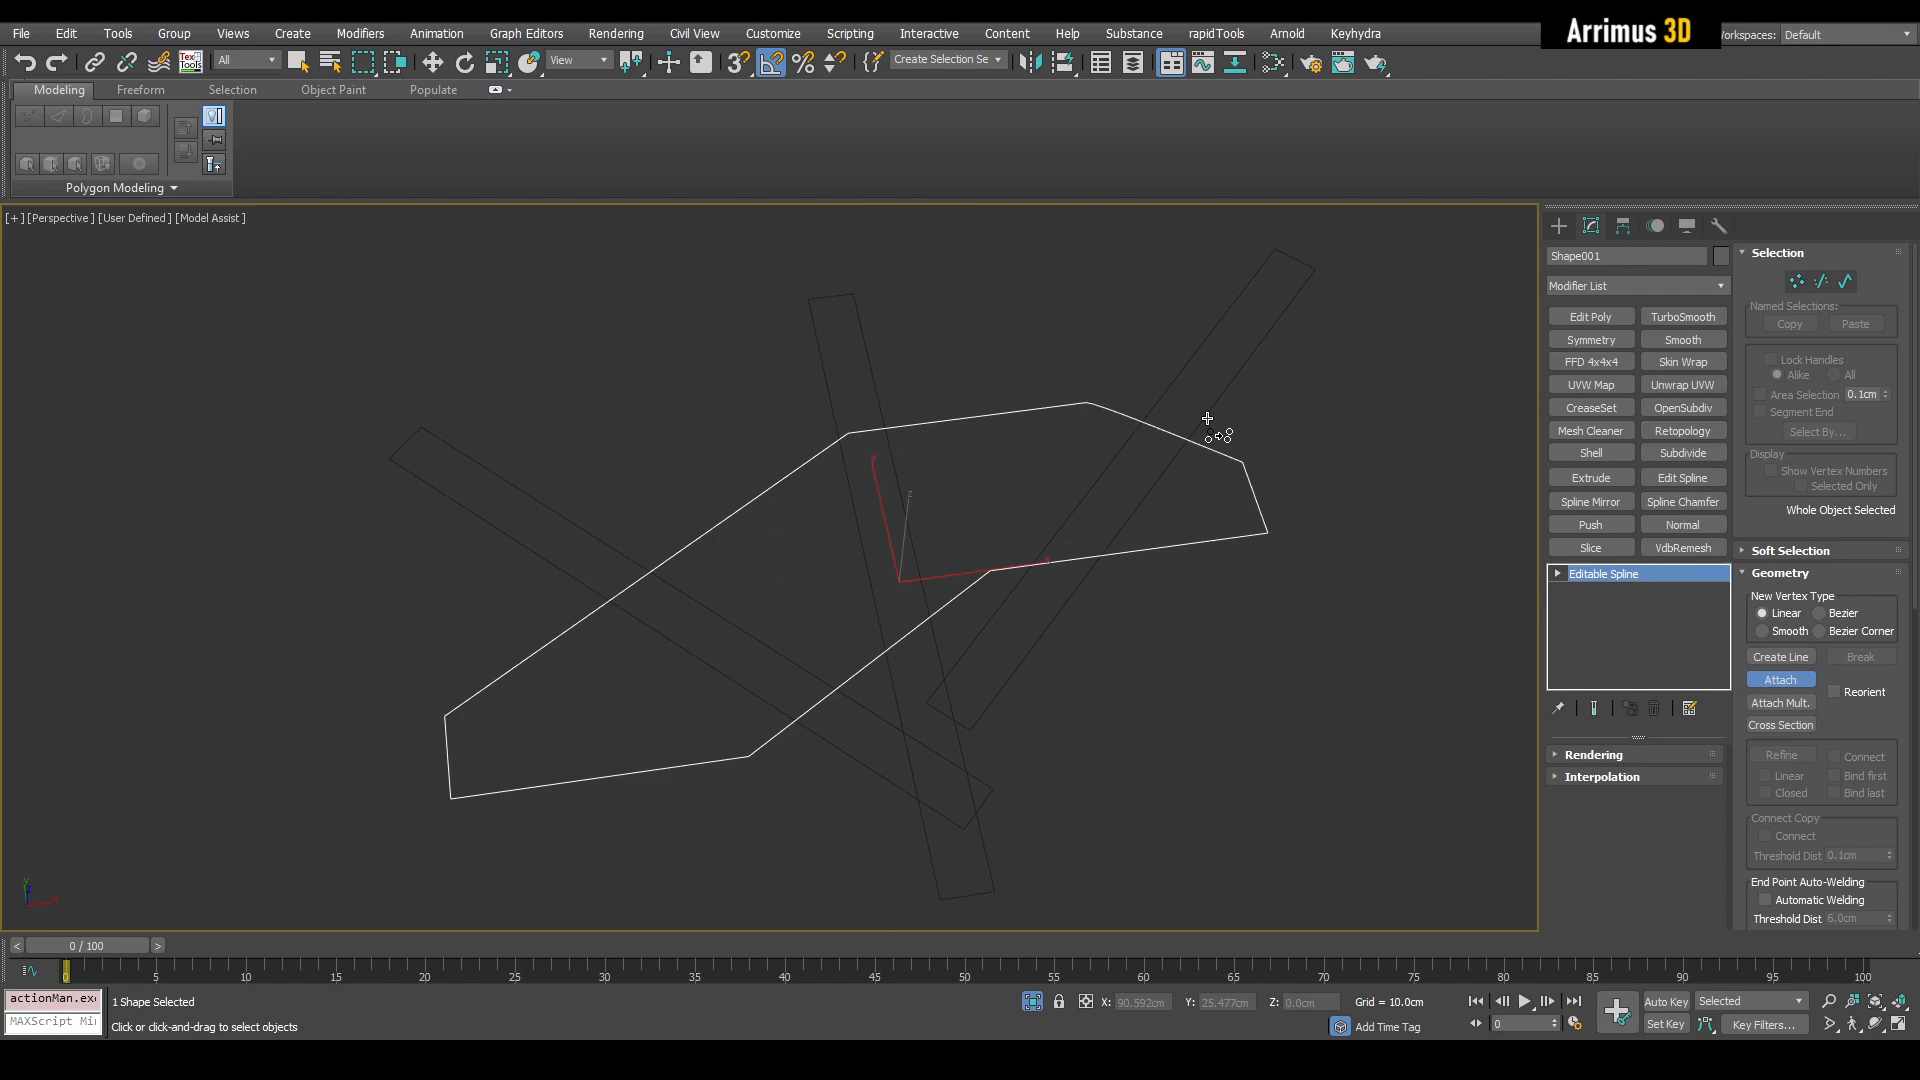 Arrimus 3D
File Edit Tools Group Views Create Modifiers Animation Graph Editors Rendering Civil View Customize Scripting Interactive Content Help Substance rapidTools Arnold Keyhydra
orkspaces: Default
Text Tools
All
View
Create Selection Se
Modeling Freeform Selection Object Paint Populate
Polygon Modeling
[+] [Perspective] [User Defined] [Model Assist]
Shape001
Modifier List
Edit Poly TurboSmooth
Symmetry Smooth
FFD 4x4x4 Skin Wrap
UVW Map Unwrap UVW
CreaseSet OpenSubdiv
Mesh Cleaner Retopology
Shell Subdivide
Extrude Edit Spline
Spline Mirror Spline Chamfer
Push Normal
Slice VdbRemesh
Editable Spline
Rendering
Interpolation
Selection
Named Selections:
Copy Paste
Lock Handles
Alike All
Area Selection 0.1cm
Segment End
Select By...
Display
Show Vertex Numbers
Selected Only
Whole Object Selected
Soft Selection
Geometry
New Vertex Type
Linear Bezier
Smooth Bezier Corner
Create Line Break
Attach Reorient
Attach Mult.
Cross Section
Refine Connect
Linear Bind first
Closed Bind last
Connect Copy
Connect
Threshold Dist 0.1cm
End Point Auto-Welding
Automatic Welding
Threshold Dist 6.0cm
y
z
x
< 0 / 100 >
0 5 10 15 20 25 30 35 40 45 50 55 60 65 70 75 80 85 90 95 100
actionMan.exe
MAXScript Mi
1 Shape Selected
Click or click-and-drag to select objects
X: 90.592cm Y: 25.477cm Z: 0.0cm Grid = 10.0cm
Add Time Tag
0
Auto Key Selected
Set Key Key Filters...